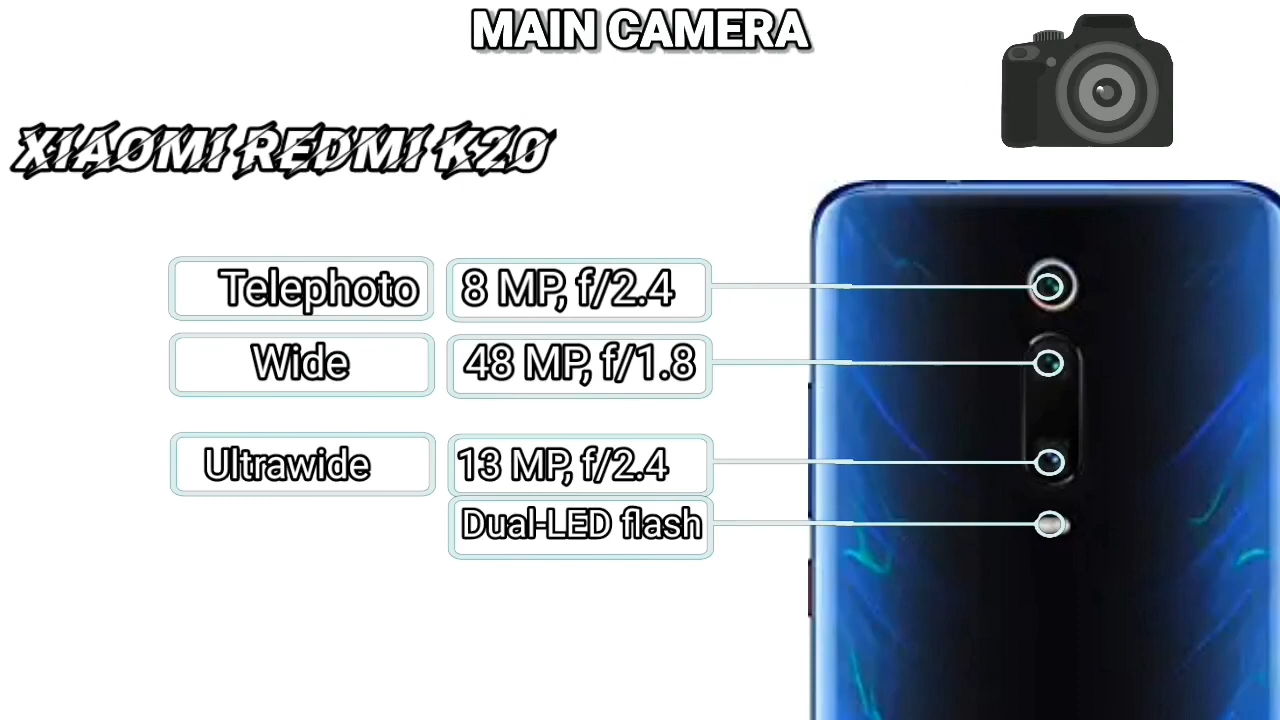 MAIN CAMERA
XIAOMI REDMI K20
Telephoto 8 MP, f/2.4
Wide 48 MP, f/1.8
Ultrawide 13 MP, f/2.4
Dual-LED flash